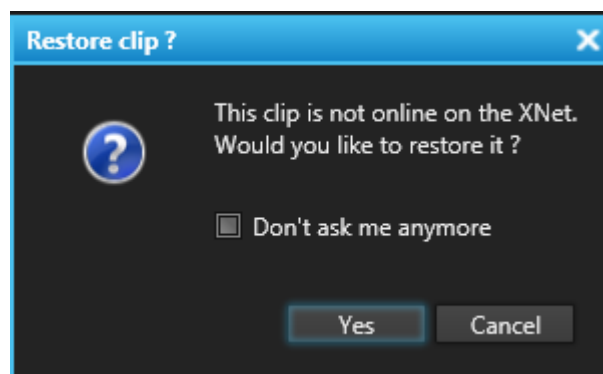 Restore clip ?
This clip is not online on the XNet.
Would you like to restore it ?
Don't ask me anymore
Yes Cancel